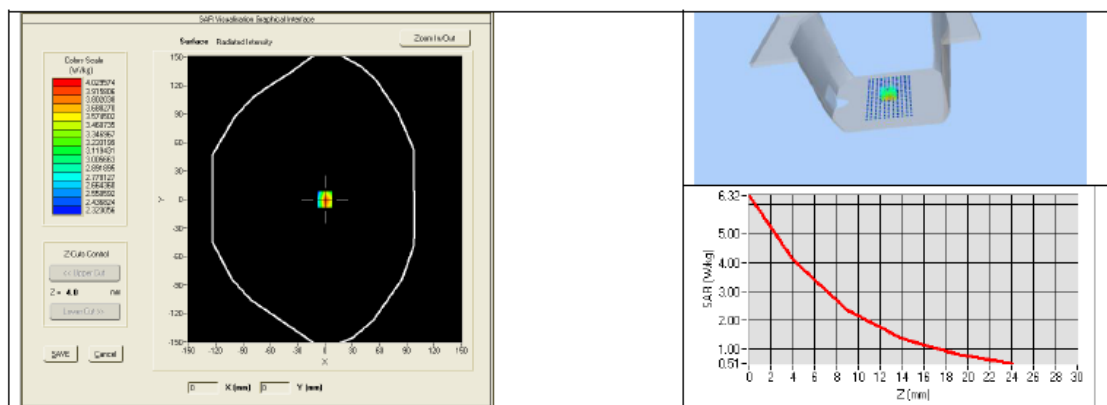 SAR Visualisation Graphical Interface
Surface Radiated Intensity
Zoom In/Out
Colors Scale
(W/kg)
4.029574
3.915806
3.802038
3.688270
3.574502
3.460735
3.346967
3.119431
3.005663
2.891895
2.778127
2.664360
2.550592
2.436824
2.323056
Z Cuts Control
<< Upper Cut
Z = 4.0 mm
Lower Cut >>
SAVE Cancel
150
120
90
60
30
0
-30
-60
-90
-120
-150
Y
-150 -120 -90 -60 -30 0 30 60 90 120 150
X
0 X (mm) 0 Y (mm)
6.32
5.00
4.00
3.00
2.00
1.00
0.51
SAR (W/kg)
0 2 4 6 8 10 12 14 16 18 20 22 24 26 28 30
Z (mm)